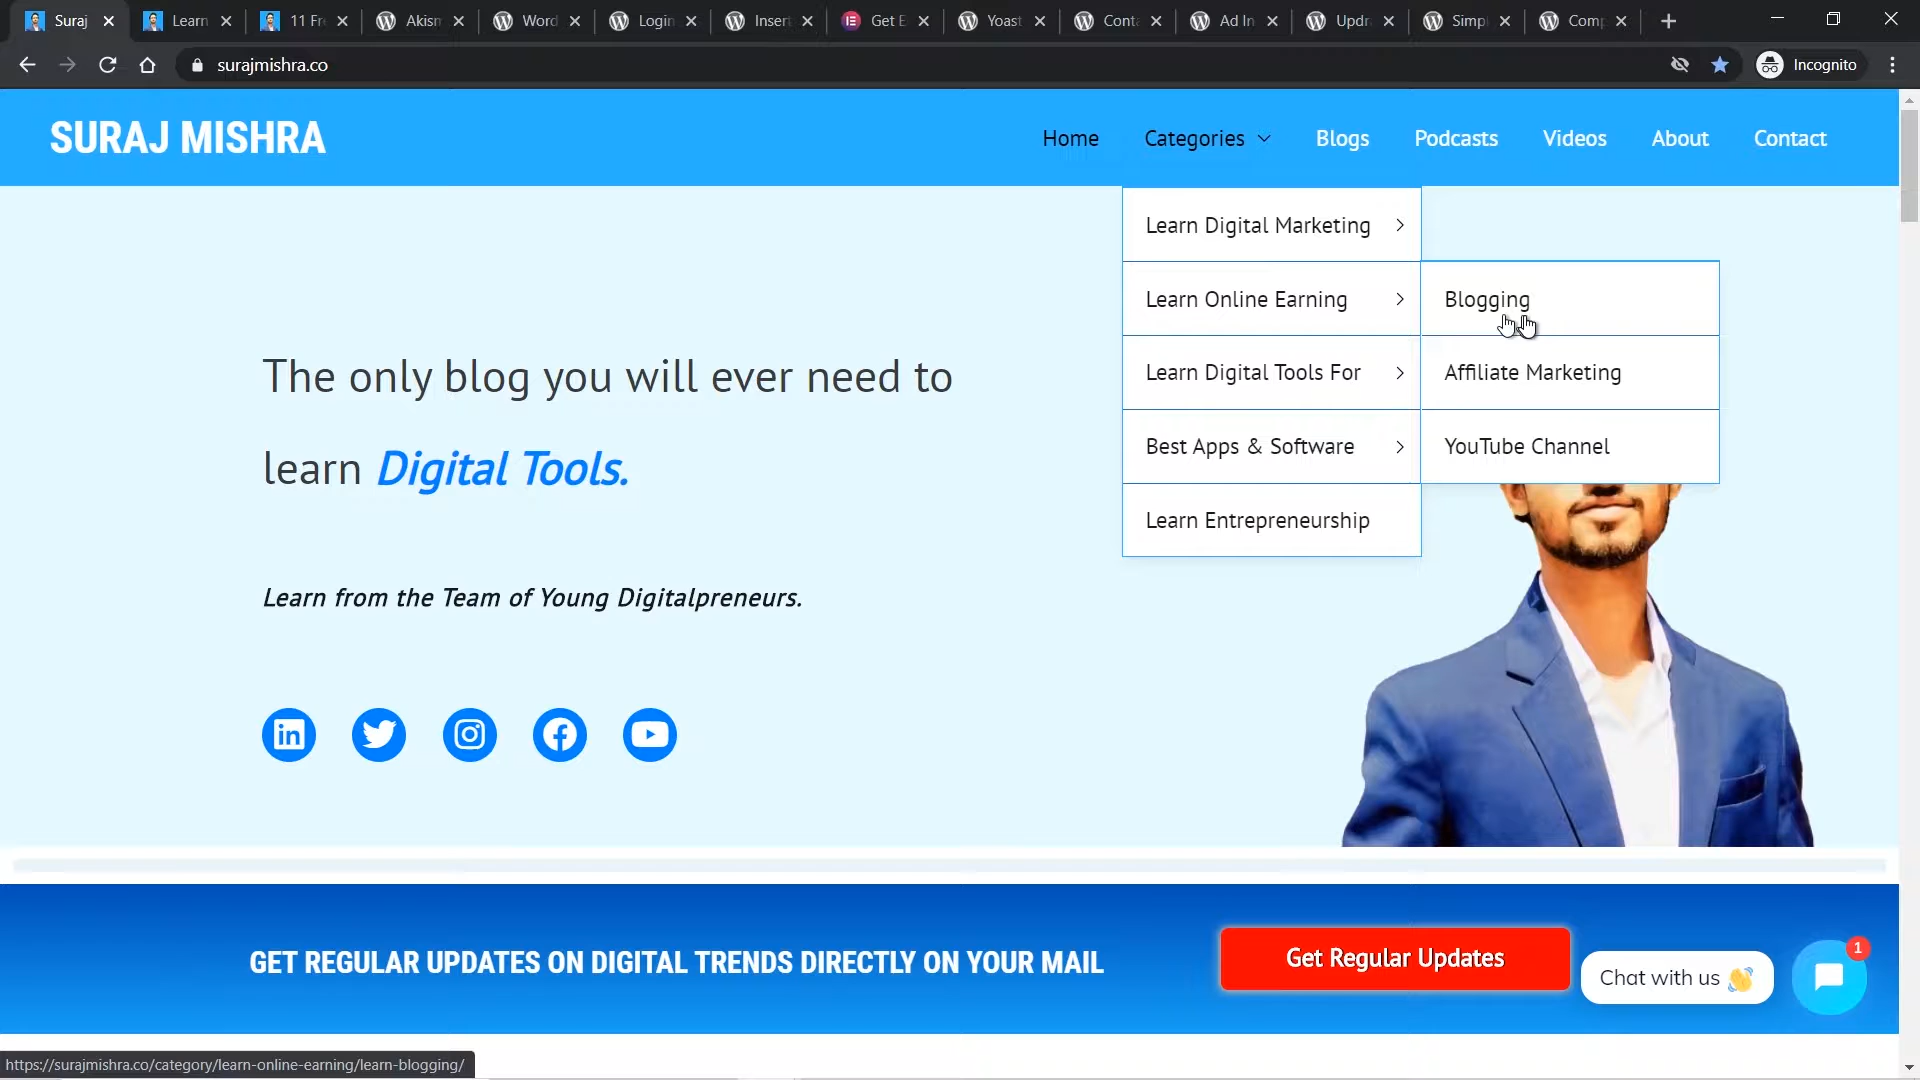 Suraj
Learn
11 Fr
Akism
Word
Login
Insert
Get E
Yoast
Conta
Ad In
Updr
Simpl
Comp
surajmishra.co
Incognito
SURAJ MISHRA
Home
Categories
Blogs
Podcasts
Videos
About
Contact
Learn Digital Marketing
Learn Online Earning
Blogging
Learn Digital Tools For
Affiliate Marketing
Best Apps & Software
YouTube Channel
Learn Entrepreneurship
The only blog you will ever need to
learn Digital Tools.
Learn from the Team of Young Digitalpreneurs.
GET REGULAR UPDATES ON DIGITAL TRENDS DIRECTLY ON YOUR MAIL
Get Regular Updates
Chat with us 👋
1
https://surajmishra.co/category/learn-online-earning/learn-blogging/